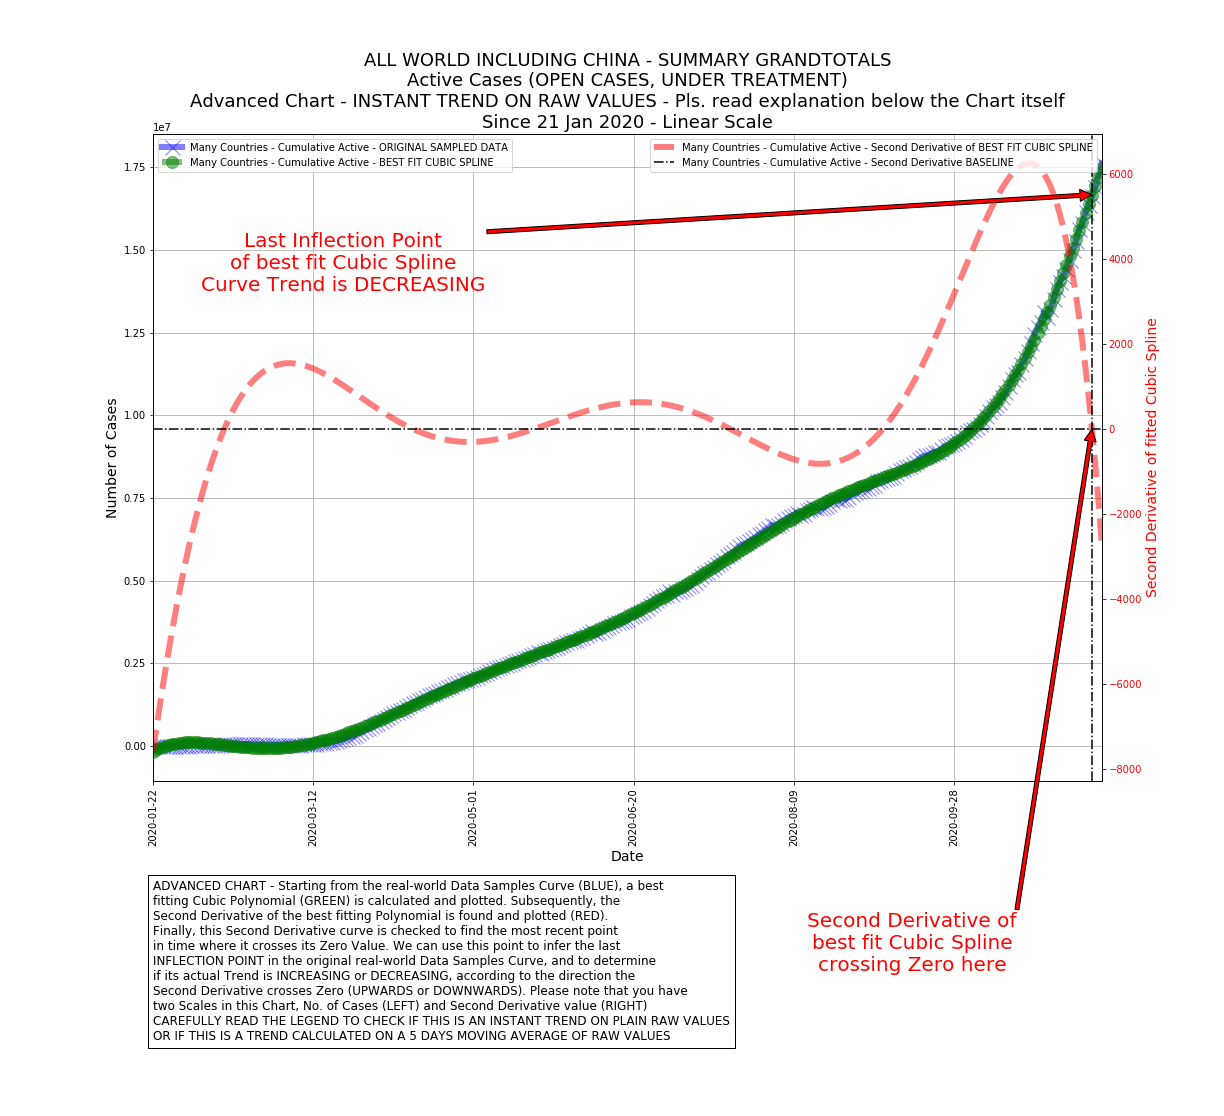 ALL WORLD INCLUDING CHINA - SUMMARY GRANDTOTALS
Active Cases (OPEN CASES, UNDER TREATMENT)
Advanced Chart - INSTANT TREND ON RAW VALUES - Pls. read explanation below the Chart itself
Since 21 Jan 2020 - Linear Scale
1e7
Many Countries - Cumulative Active - ORIGINAL SAMPLED DATA
Many Countries - Cumulative Active - BEST FIT CUBIC SPLINE
Many Countries - Cumulative Active - Second Derivative of BEST FIT CUBIC SPLINE
Many Countries - Cumulative Active - Second Derivative BASELINE
Last Inflection Point
of best fit Cubic Spline
Curve Trend is DECREASING
Number of Cases
1.75
1.50
1.25
1.00
0.75
0.50
0.25
0.00
6000
4000
2000
0
−2000
−4000
−6000
−8000
Second Derivative of fitted Cubic Spline
2020-01-22
2020-03-12
2020-05-01
2020-06-20
2020-08-09
2020-09-28
Date
ADVANCED CHART - Starting from the real-world Data Samples Curve (BLUE), a best
fitting Cubic Polynomial (GREEN) is calculated and plotted. Subsequently, the
Second Derivative of the best fitting Polynomial is found and plotted (RED).
Finally, this Second Derivative curve is checked to find the most recent point
in time where it crosses its Zero Value. We can use this point to infer the last
INFLECTION POINT in the original real-world Data Samples Curve, and to determine
if its actual Trend is INCREASING or DECREASING, according to the direction the
Second Derivative crosses Zero (UPWARDS or DOWNWARDS). Please note that you have
two Scales in this Chart, No. of Cases (LEFT) and Second Derivative value (RIGHT)
CAREFULLY READ THE LEGEND TO CHECK IF THIS IS AN INSTANT TREND ON PLAIN RAW VALUES
OR IF THIS IS A TREND CALCULATED ON A 5 DAYS MOVING AVERAGE OF RAW VALUES
Second Derivative of
best fit Cubic Spline
crossing Zero here